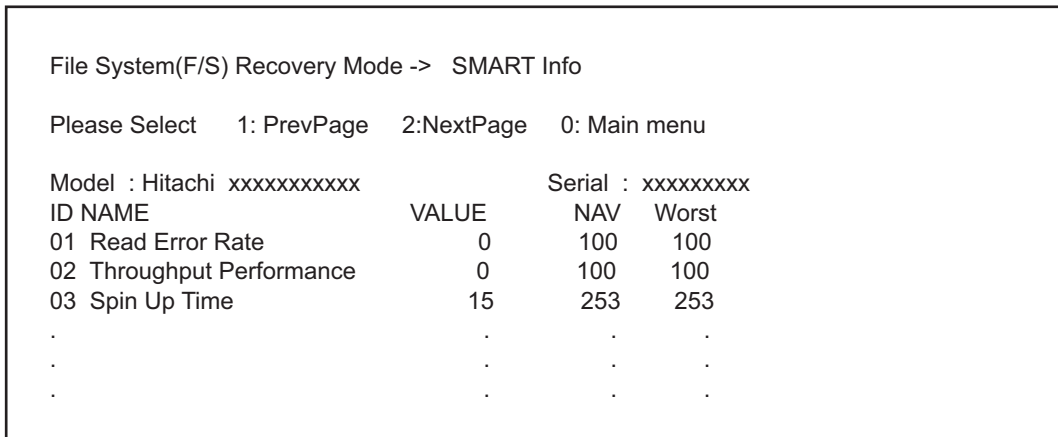 File System(F/S) Recovery Mode -> SMART Info
Please Select 1: PrevPage 2:NextPage 0: Main menu
Model : Hitachi xxxxxxxxxxx Serial : xxxxxxxxx
ID NAME VALUE NAV Worst
01 Read Error Rate 0 100 100
02 Throughput Performance 0 100 100
03 Spin Up Time 15 253 253
. . . .
. . . .
. . . .